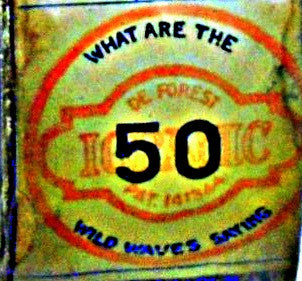 WHAT ARE THE
DE FOREST
50
WILD WAVES SAYING